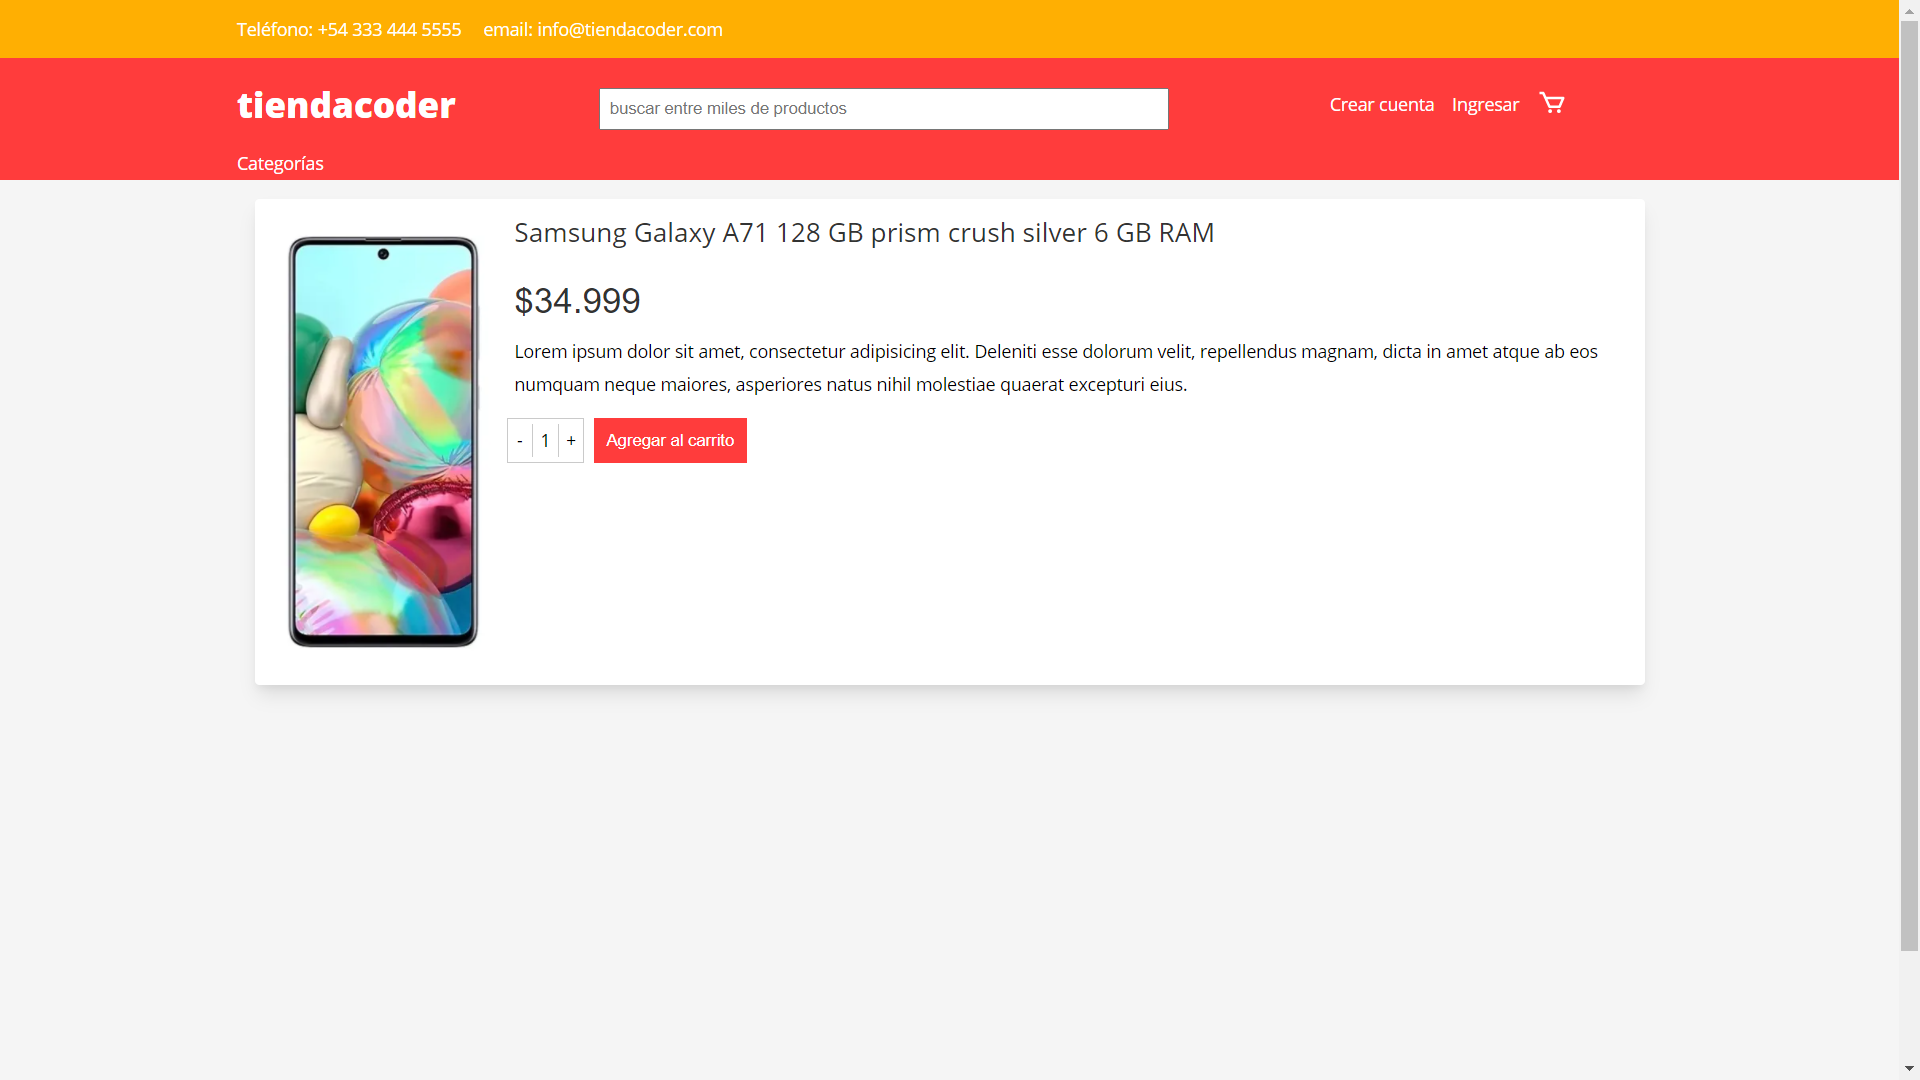 Teléfono: +54 333 444 5555 email: info@tiendacoder.com
tiendacoder
buscar entre miles de productos
Crear cuenta Ingresar
Categorías
Samsung Galaxy A71 128 GB prism crush silver 6 GB RAM
$34.999
Lorem ipsum dolor sit amet, consectetur adipisicing elit. Deleniti esse dolorum velit, repellendus magnam, dicta in amet atque ab eos
numquam neque maiores, asperiores natus nihil molestiae quaerat excepturi eius.
- 1 + Agregar al carrito